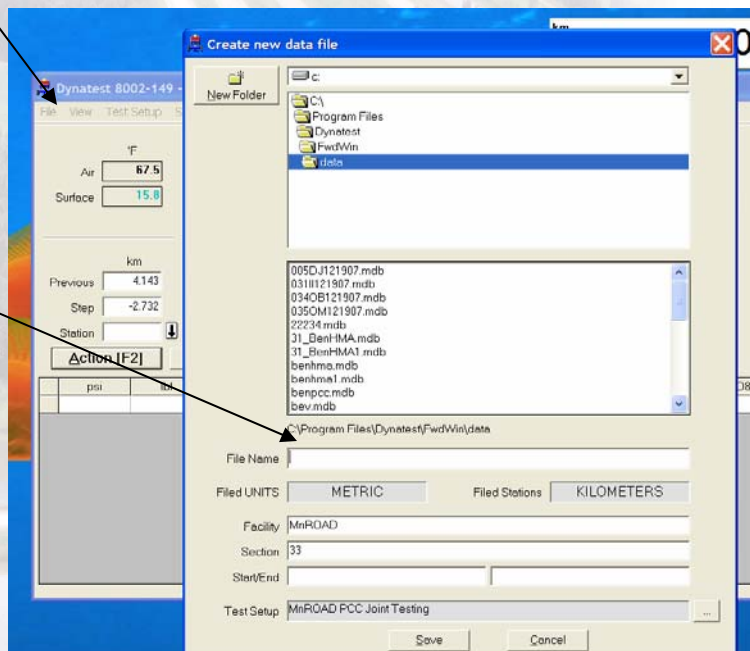 km
Create new data file
New Folder
c:
C:\
Program Files
Dynatest
FwdWin
data
005DJ121907.mdb
031II121907.mdb
034OB121907.mdb
035OM121907.mdb
22234.mdb
31_BenHMA.mdb
31_BenHMA1.mdb
benhma.mdb
benhma1.mdb
benpcc.mdb
bev.mdb
C:\Program Files\Dynatest\FwdWin\data
File Name
Filed UNITS METRIC Filed Stations KILOMETERS
Facility MnROAD
Section 33
Start/End
Test Setup MnROAD PCC Joint Testing ...
Save Cancel
Dynatest 8002-149 -
File View Test Setup S
°F
Air 67.5
Surface 15.8
km
Previous 4.143
Step -2.732
Station
Action [F2]
psi lbf